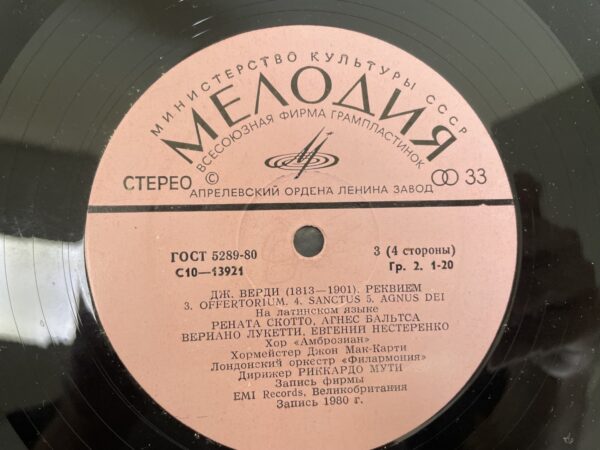 МИНИСТЕРСТВО КУЛЬТУРЫ СССР
МЕЛОДИЯ
ВСЕСОЮЗНАЯ ФИРМА ГРАМПЛАСТИНОК
СТЕРЕО ©
33
АПРЕЛЕВСКИЙ ОРДЕНА ЛЕНИНА ЗАВОД
ГОСТ 5289-80
3 (4 стороны)
С10—13921
Гр. 2. 1-20
ДЖ. ВЕРДИ (1813—1901). РЕКВИЕМ
3. OFFERTORIUM. 4. SANCTUS 5. AGNUS DEI
На латинском языке
РЕНАТА СКОТТО, АГНЕС БАЛЬТСА
ВЕРИАНО ЛУКЕТТИ, ЕВГЕНИЙ НЕСТЕРЕНКО
Хор «Амброзиан»
Хормейстер Джон Мак-Карти
Лондонский оркестр «Филармония»
Дирижер РИККАРДО МУТИ
Запись фирмы
EMI Records, Великобритания
Запись 1980 г.